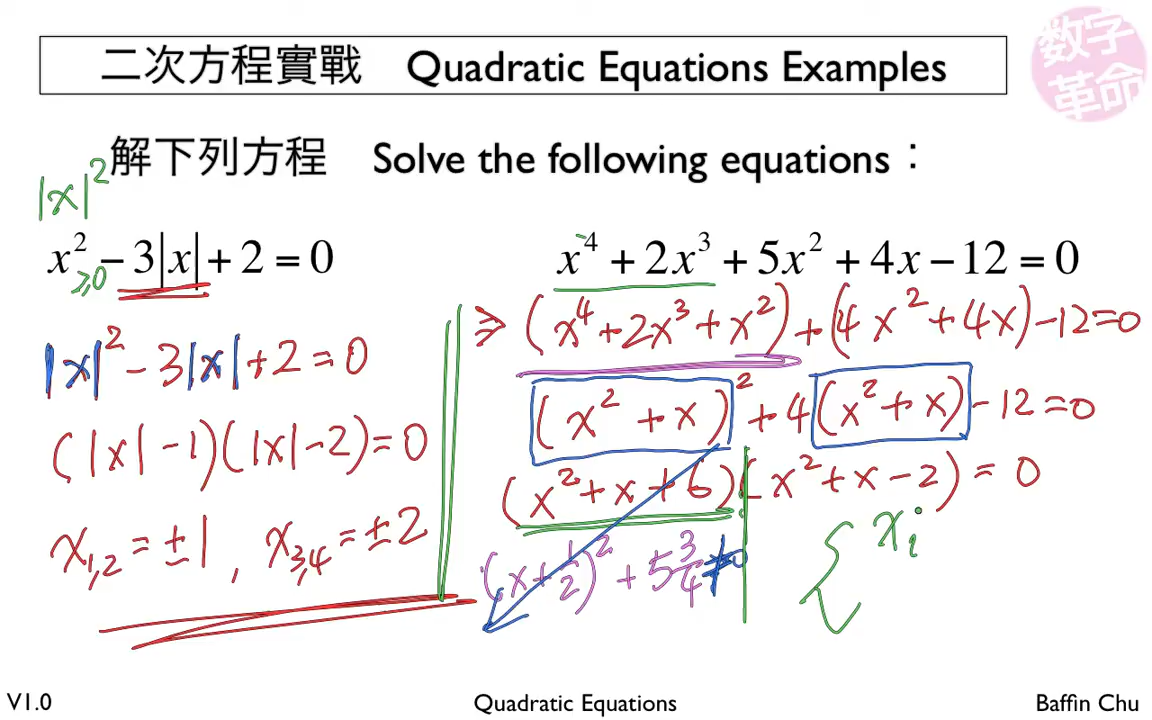 数字
革命
二次方程實戰 Quadratic Equations Examples
解下列方程 Solve the following equations：
|x|²
x² − 3|x| + 2 = 0
≥0
|x|² − 3|x| + 2 = 0
(|x| − 1)(|x| − 2) = 0
x₁,₂ = ±1 , x₃,₄ = ±2
x⁴ + 2x³ + 5x² + 4x − 12 = 0
⇒ (x⁴ + 2x³ + x²) + (4x² + 4x) − 12 = 0
(x² + x)² + 4(x² + x) − 12 = 0
(x² + x + 6)(x² + x − 2) = 0
(x + 1/2)² + 5 3/4 ≠ 0
{ xᵢ
V1.0 Quadratic Equations Baffin Chu